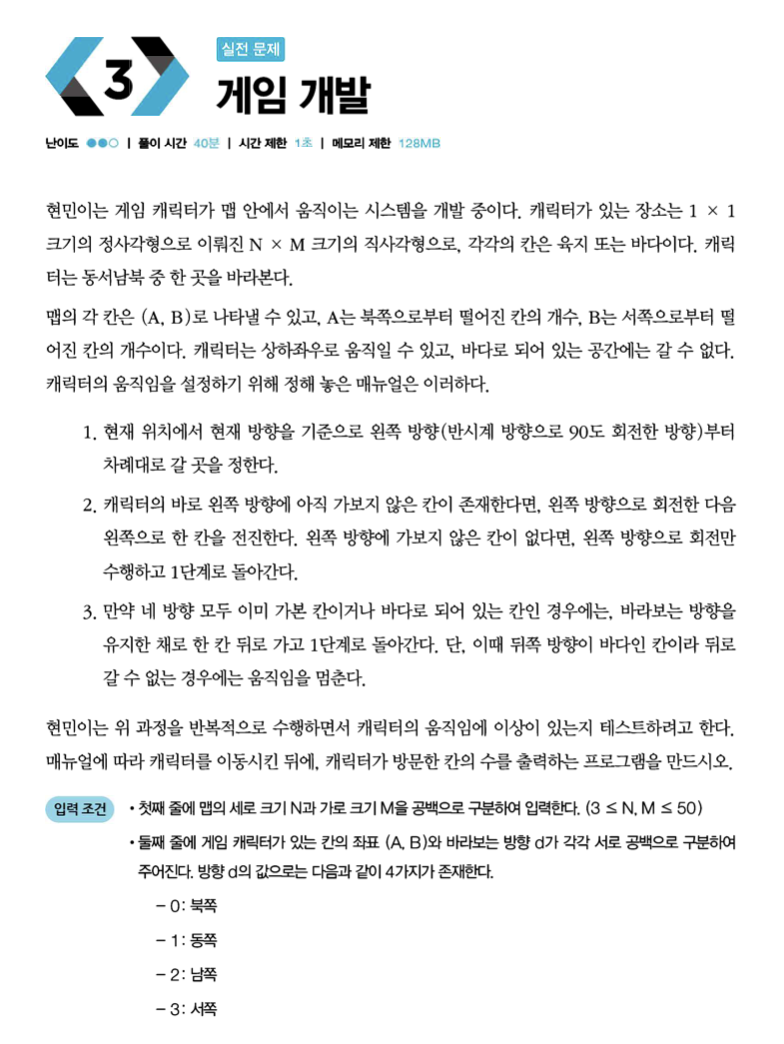 3
실전 문제
게임 개발
난이도 ●●○ | 풀이 시간 40분 | 시간 제한 1초 | 메모리 제한 128MB
현민이는 게임 캐릭터가 맵 안에서 움직이는 시스템을 개발 중이다. 캐릭터가 있는 장소는 1 × 1
크기의 정사각형으로 이뤄진 N × M 크기의 직사각형으로, 각각의 칸은 육지 또는 바다이다. 캐릭
터는 동서남북 중 한 곳을 바라본다.
맵의 각 칸은 (A, B)로 나타낼 수 있고, A는 북쪽으로부터 떨어진 칸의 개수, B는 서쪽으로부터 떨
어진 칸의 개수이다. 캐릭터는 상하좌우로 움직일 수 있고, 바다로 되어 있는 공간에는 갈 수 없다.
캐릭터의 움직임을 설정하기 위해 정해 놓은 매뉴얼은 이러하다.
1. 현재 위치에서 현재 방향을 기준으로 왼쪽 방향(반시계 방향으로 90도 회전한 방향)부터
차례대로 갈 곳을 정한다.
2. 캐릭터의 바로 왼쪽 방향에 아직 가보지 않은 칸이 존재한다면, 왼쪽 방향으로 회전한 다음
왼쪽으로 한 칸을 전진한다. 왼쪽 방향에 가보지 않은 칸이 없다면, 왼쪽 방향으로 회전만
수행하고 1단계로 돌아간다.
3. 만약 네 방향 모두 이미 가본 칸이거나 바다로 되어 있는 칸인 경우에는, 바라보는 방향을
유지한 채로 한 칸 뒤로 가고 1단계로 돌아간다. 단, 이때 뒤쪽 방향이 바다인 칸이라 뒤로
갈 수 없는 경우에는 움직임을 멈춘다.
현민이는 위 과정을 반복적으로 수행하면서 캐릭터의 움직임에 이상이 있는지 테스트하려고 한다.
매뉴얼에 따라 캐릭터를 이동시킨 뒤에, 캐릭터가 방문한 칸의 수를 출력하는 프로그램을 만드시오.
입력 조건 • 첫째 줄에 맵의 세로 크기 N과 가로 크기 M을 공백으로 구분하여 입력한다. (3 ≤ N, M ≤ 50)
• 둘째 줄에 게임 캐릭터가 있는 칸의 좌표 (A, B)와 바라보는 방향 d가 각각 서로 공백으로 구분하여
주어진다. 방향 d의 값으로는 다음과 같이 4가지가 존재한다.
– 0: 북쪽
– 1: 동쪽
– 2: 남쪽
– 3: 서쪽